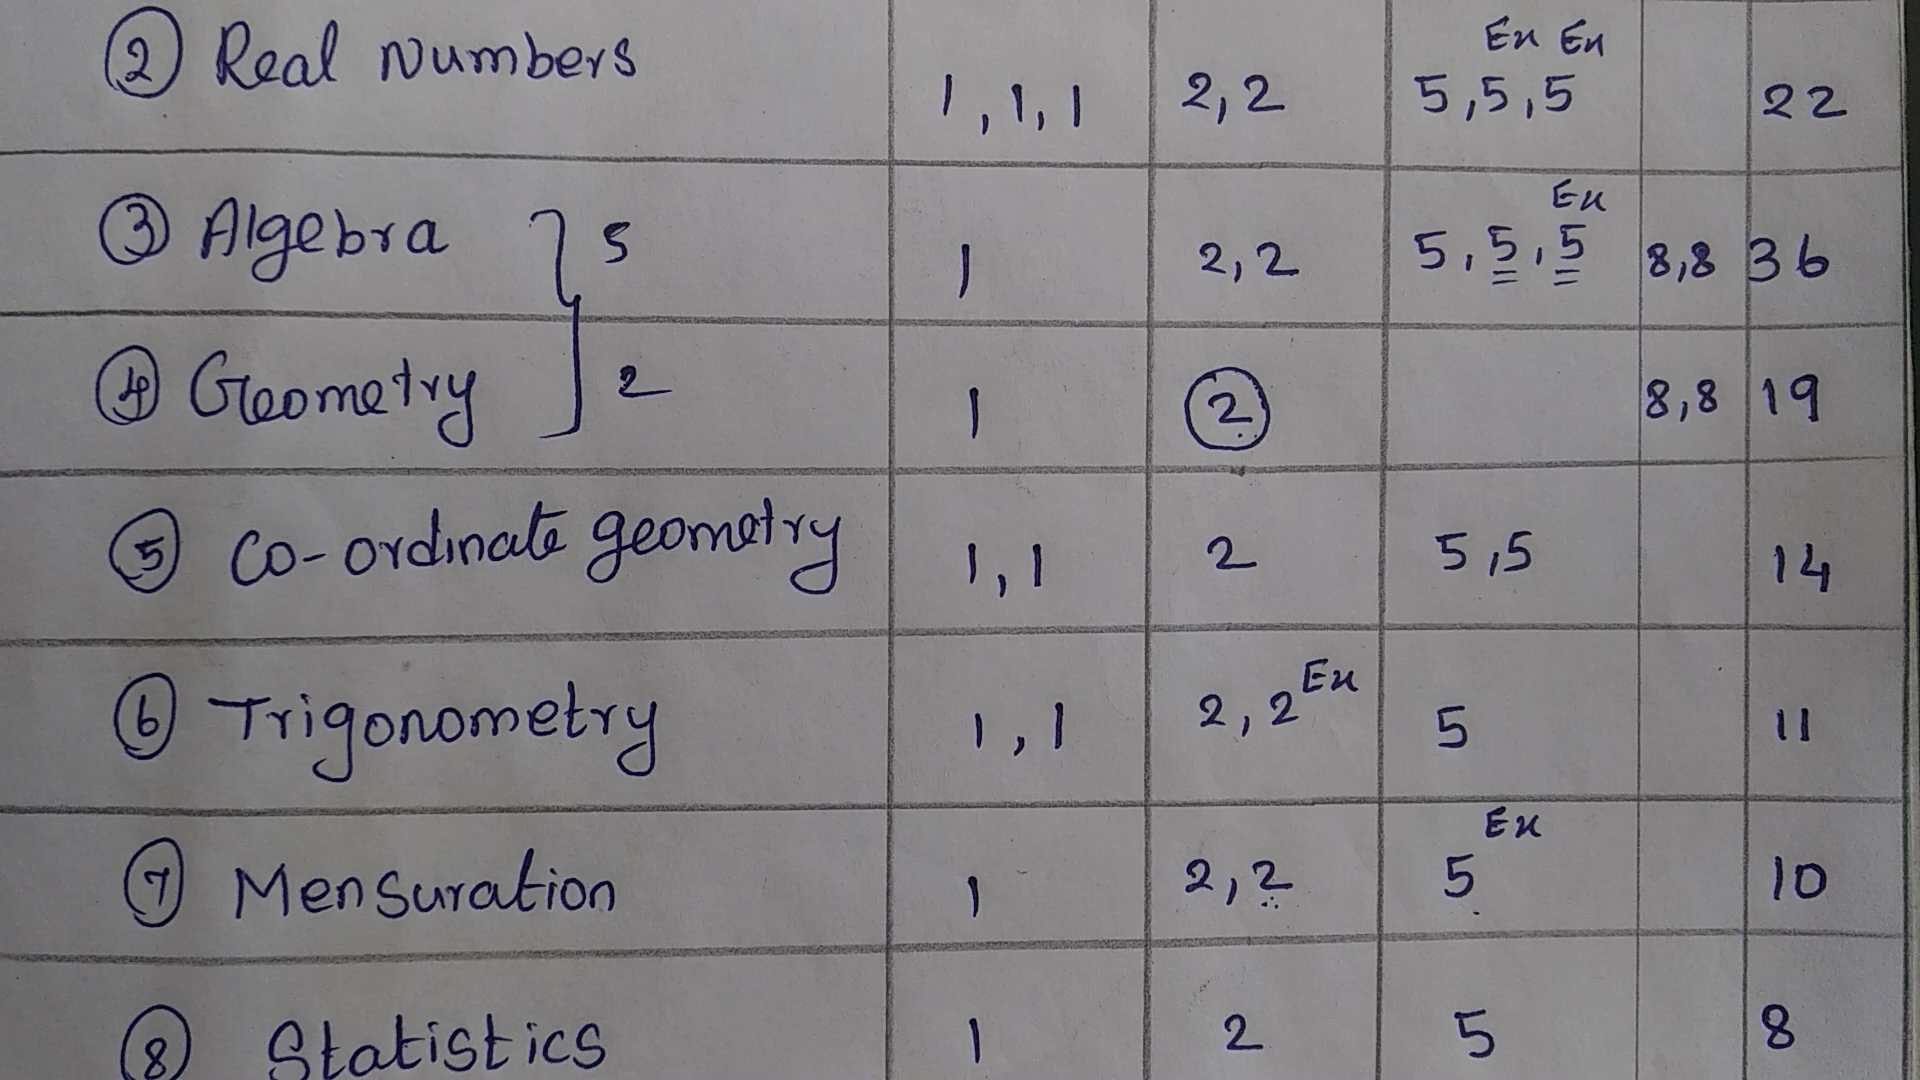 ② Real Numbers 1,1,1 2,2 Ex Ex 5,5,5 22
③ Algebra 5 1 2,2 Ex 5,5,5 8,8 36
④ Geometry 2 1 2 8,8 19
⑤ Co-ordinate geometry 1,1 2 5,5 14
⑥ Trigonometry 1,1 2,2 Ex 5 11
⑦ Mensuration 1 2,2 Ex 5 10
⑧ Statistics 1 2 5 8